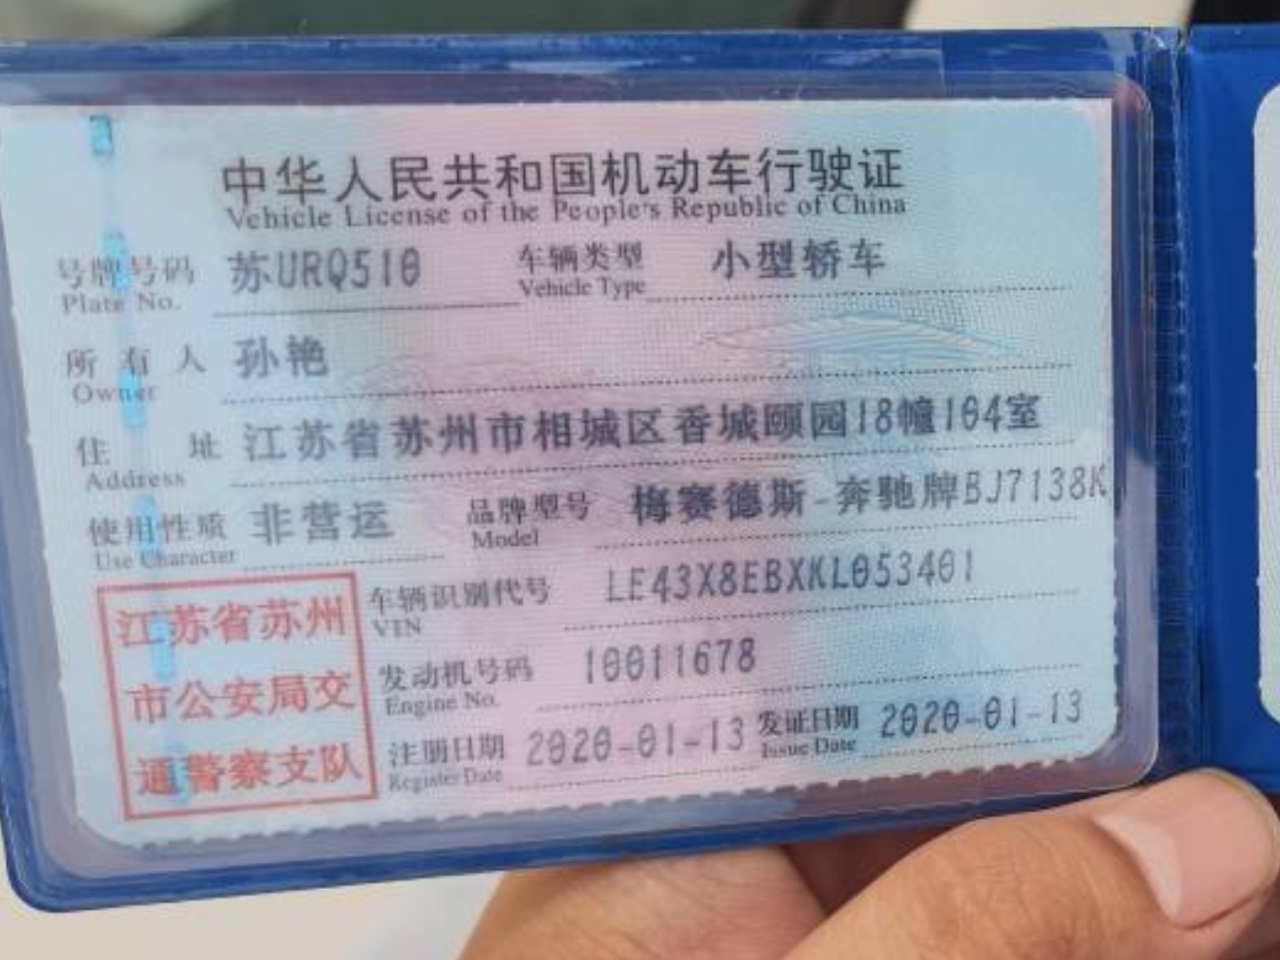 中华人民共和国机动车行驶证
Vehicle License of the People's Republic of China
号牌号码 苏URQ510 车辆类型 小型轿车
Plate No. Vehicle Type
所有人 孙艳
Owner
住址 江苏省苏州市相城区香城颐园18幢104室
Address
使用性质 非营运 品牌型号 梅赛德斯-奔驰牌BJ7138K
Use Character Model
车辆识别代号 LE43X8EBXKL053401
VIN
发动机号码 10011678
Engine No.
注册日期 2020-01-13 发证日期 2020-01-13
Register Date Issue Date
江苏省苏州
市公安局交
通警察支队